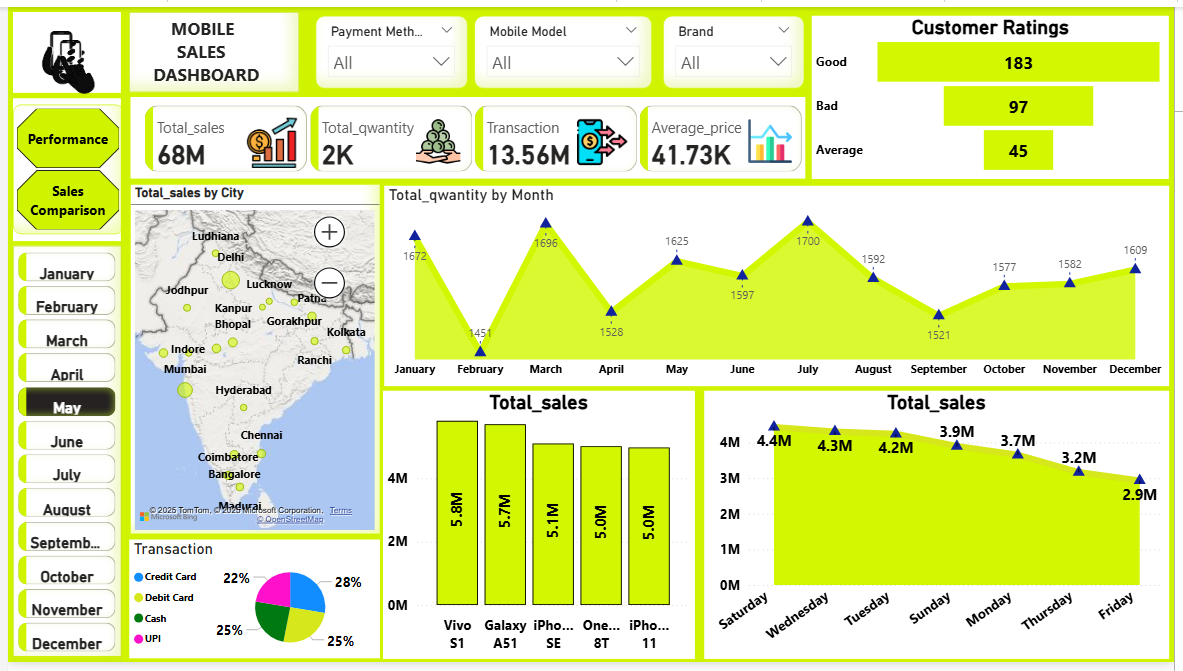 MOBILE
SALES
DASHBOARD
Payment Meth...
All
Mobile Model
All
Brand
All
Customer Ratings
Good
183
Bad
97
Average
45
Performance
Sales
Comparison
Total_sales
68M
Total_qwantity
2K
Transaction
13.56M
Average_price
41.73K
January
February
March
April
May
June
July
August
Septemb...
October
November
December
Total_sales by City
Ludhiana
Delhi
Jodhpur
Lucknow
Patna
Kanpur
Bhopal
Gorakhpur
Kolkata
Indore
Ranchi
Mumbai
Hyderabad
Chennai
Coimbatore
Bangalore
Madurai
© 2025 TomTom, © 2025 Microsoft Corporation, Terms
Microsoft Bing
© OpenStreetMap
Total_qwantity by Month
1672
1451
1696
1528
1625
1597
1700
1592
1521
1577
1582
1609
January February March April May June July August September October November December
Transaction
Credit Card
Debit Card
Cash
UPI
22%
28%
25%
25%
Total_sales
4M
2M
0M
5.8M
5.7M
5.1M
5.0M
5.0M
Vivo S1
Galaxy A51
iPho... SE
One... 8T
iPho... 11
Total_sales
4M
3M
2M
1M
0M
4.4M
4.3M
4.2M
3.9M
3.7M
3.2M
2.9M
Saturday
Wednesday
Tuesday
Sunday
Monday
Thursday
Friday